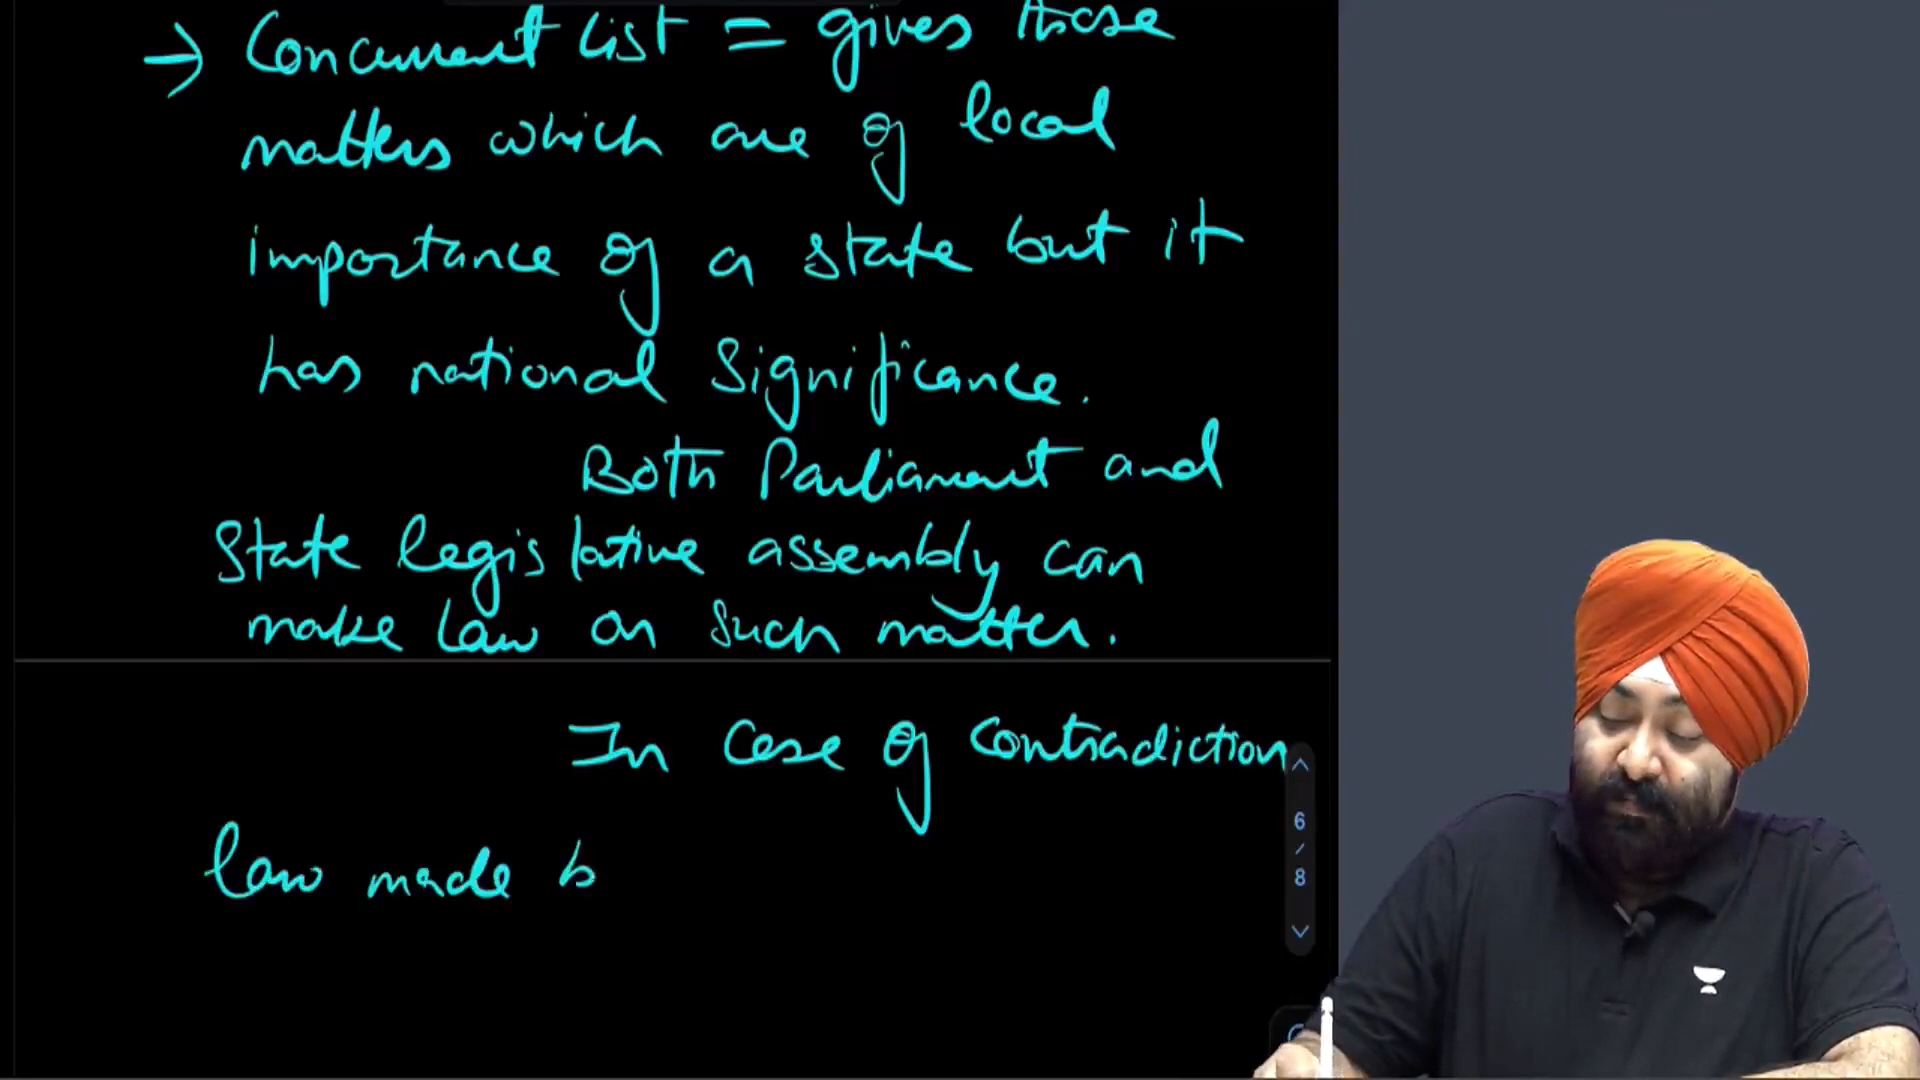 → Concurrent List = gives those
matters which are of local
importance of a state but it
has national significance.
Both Parliament and
State legislative assembly can
make law on such matter.
In case of contradiction
law made b
6
/
8